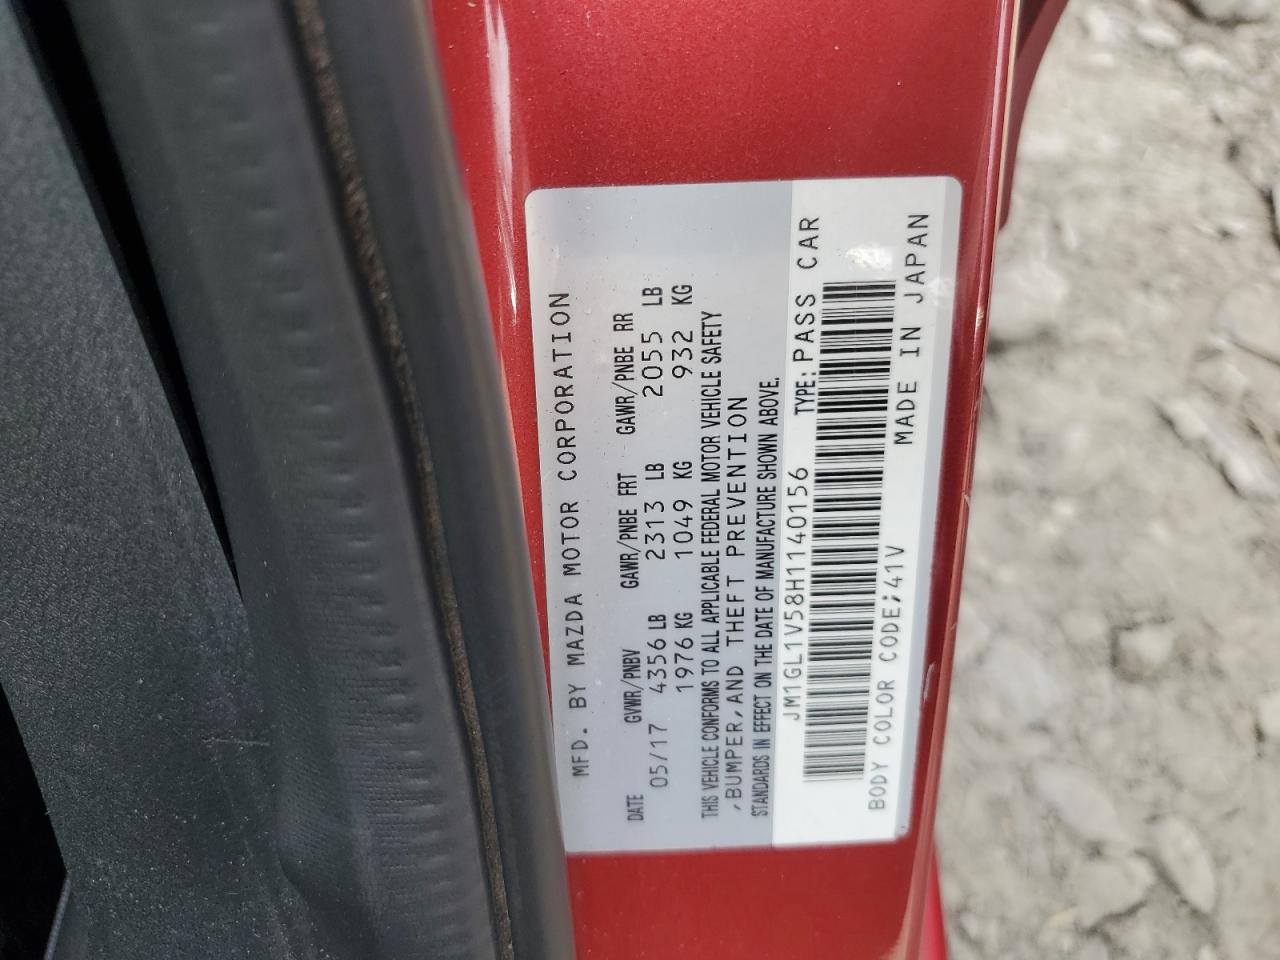 MFD. BY MAZDA MOTOR CORPORATION
DATE GVWR/PNBV GAWR/PNBE FRT GAWR/PNBE RR
05/17 4356 LB 2313 LB 2055 LB
1976 KG 1049 KG 932 KG
THIS VEHICLE CONFORMS TO ALL APPLICABLE FEDERAL MOTOR VEHICLE SAFETY
,BUMPER,AND THEFT PREVENTION
STANDARDS IN EFFECT ON THE DATE OF MANUFACTURE SHOWN ABOVE.
JM1GL1V58H1140156 TYPE: PASS CAR
BODY COLOR CODE;41V MADE IN JAPAN